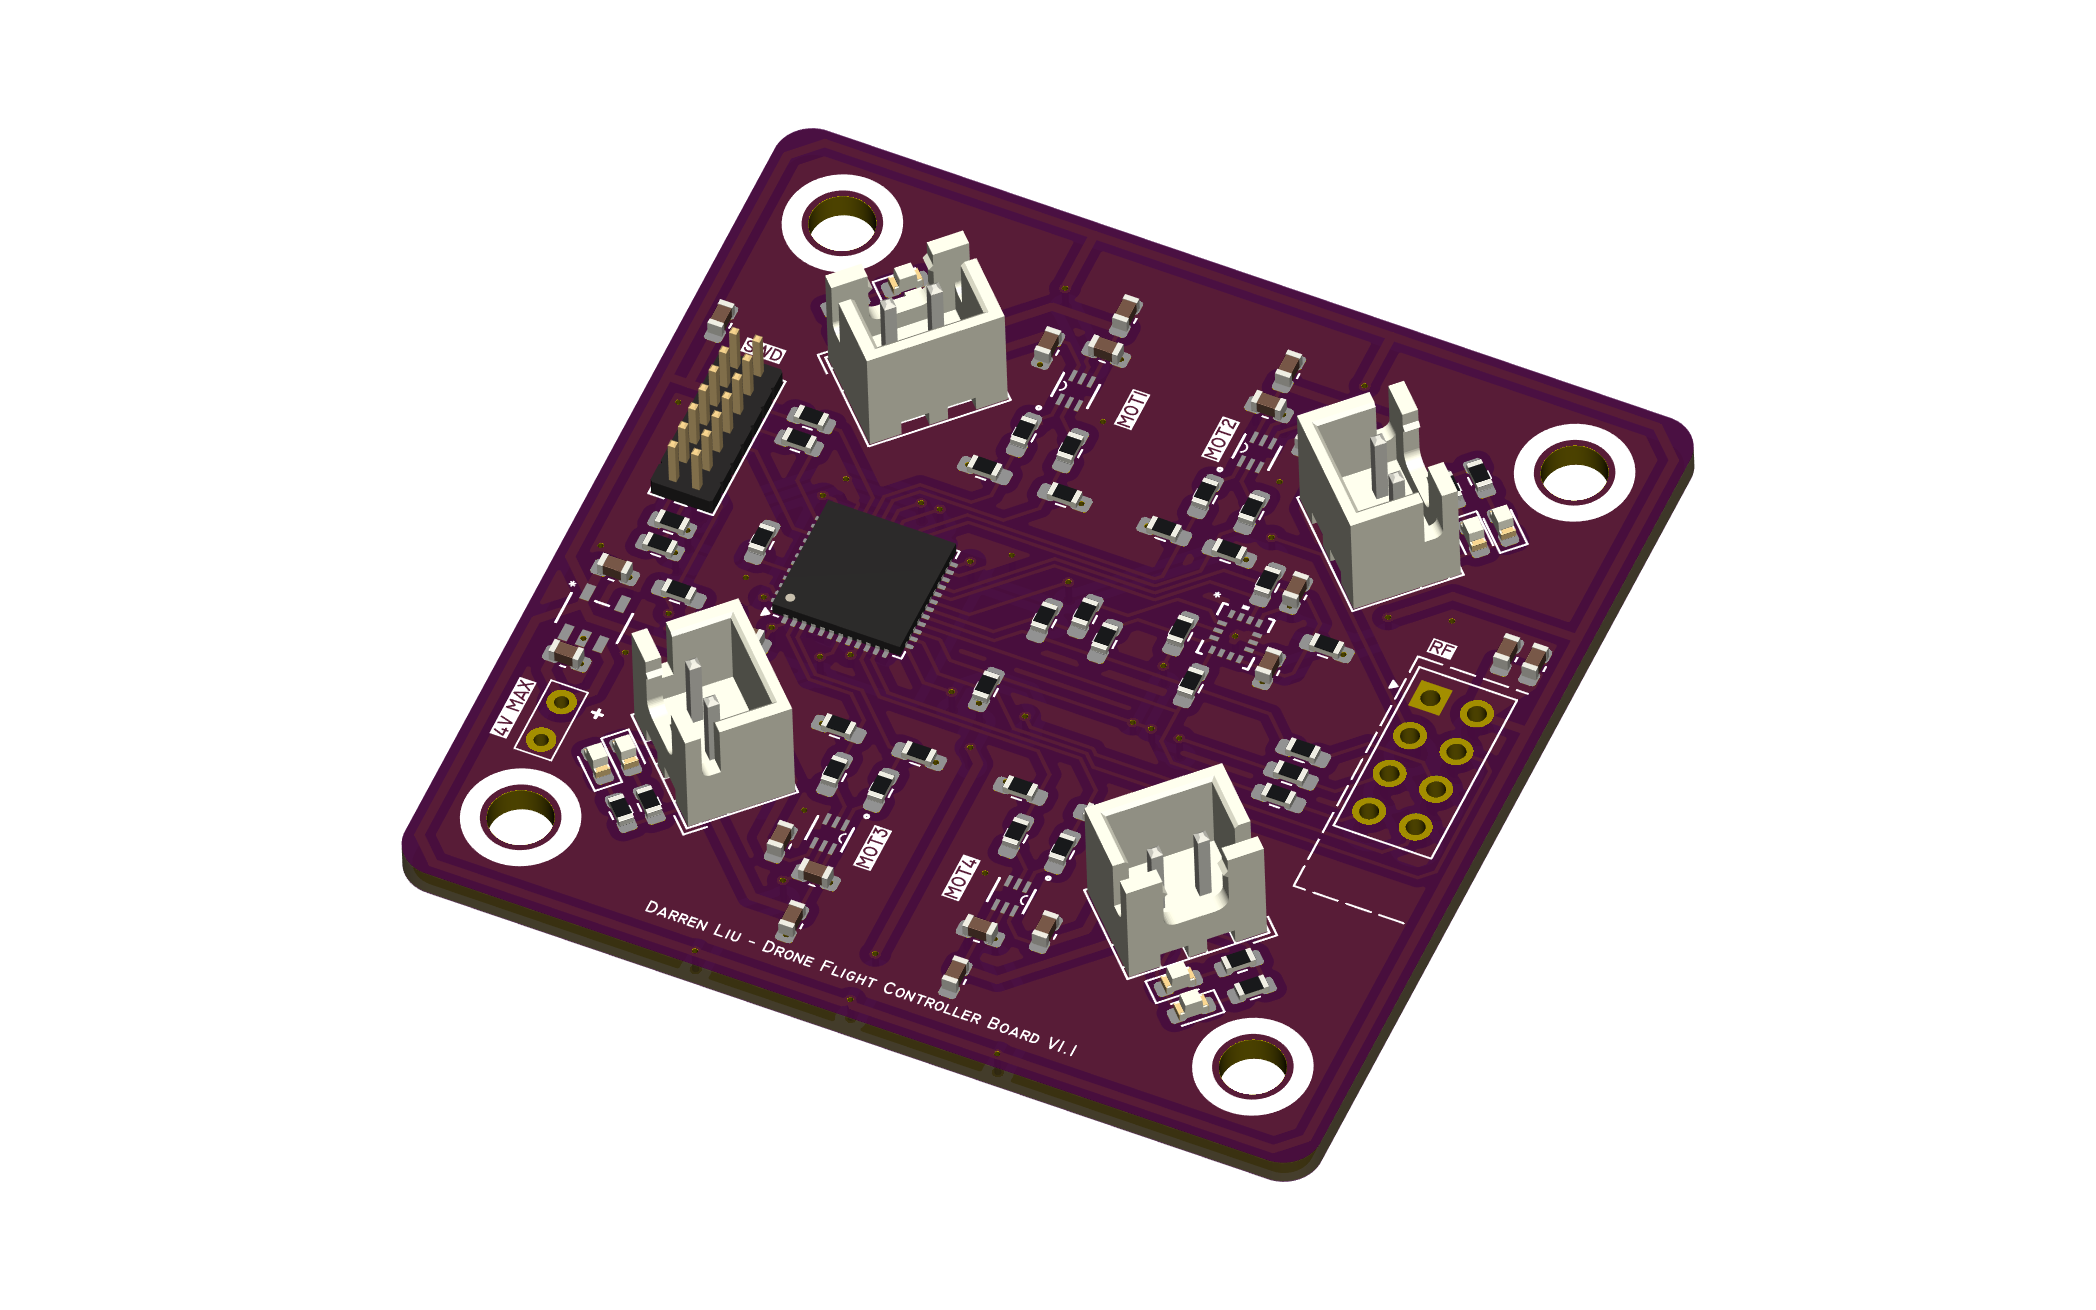 SWD
MOT1
MOT2
RF
4V MAX
+
MOT3
MOT4
Darren Liu - Drone Flight Controller Board V1.1